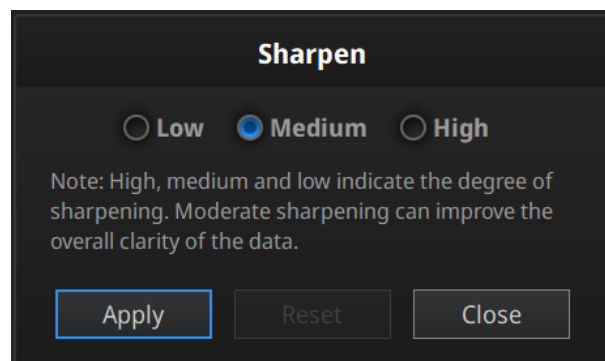 Sharpen
Low Medium High
Note: High, medium and low indicate the degree of
sharpening. Moderate sharpening can improve the
overall clarity of the data.
Apply Reset Close